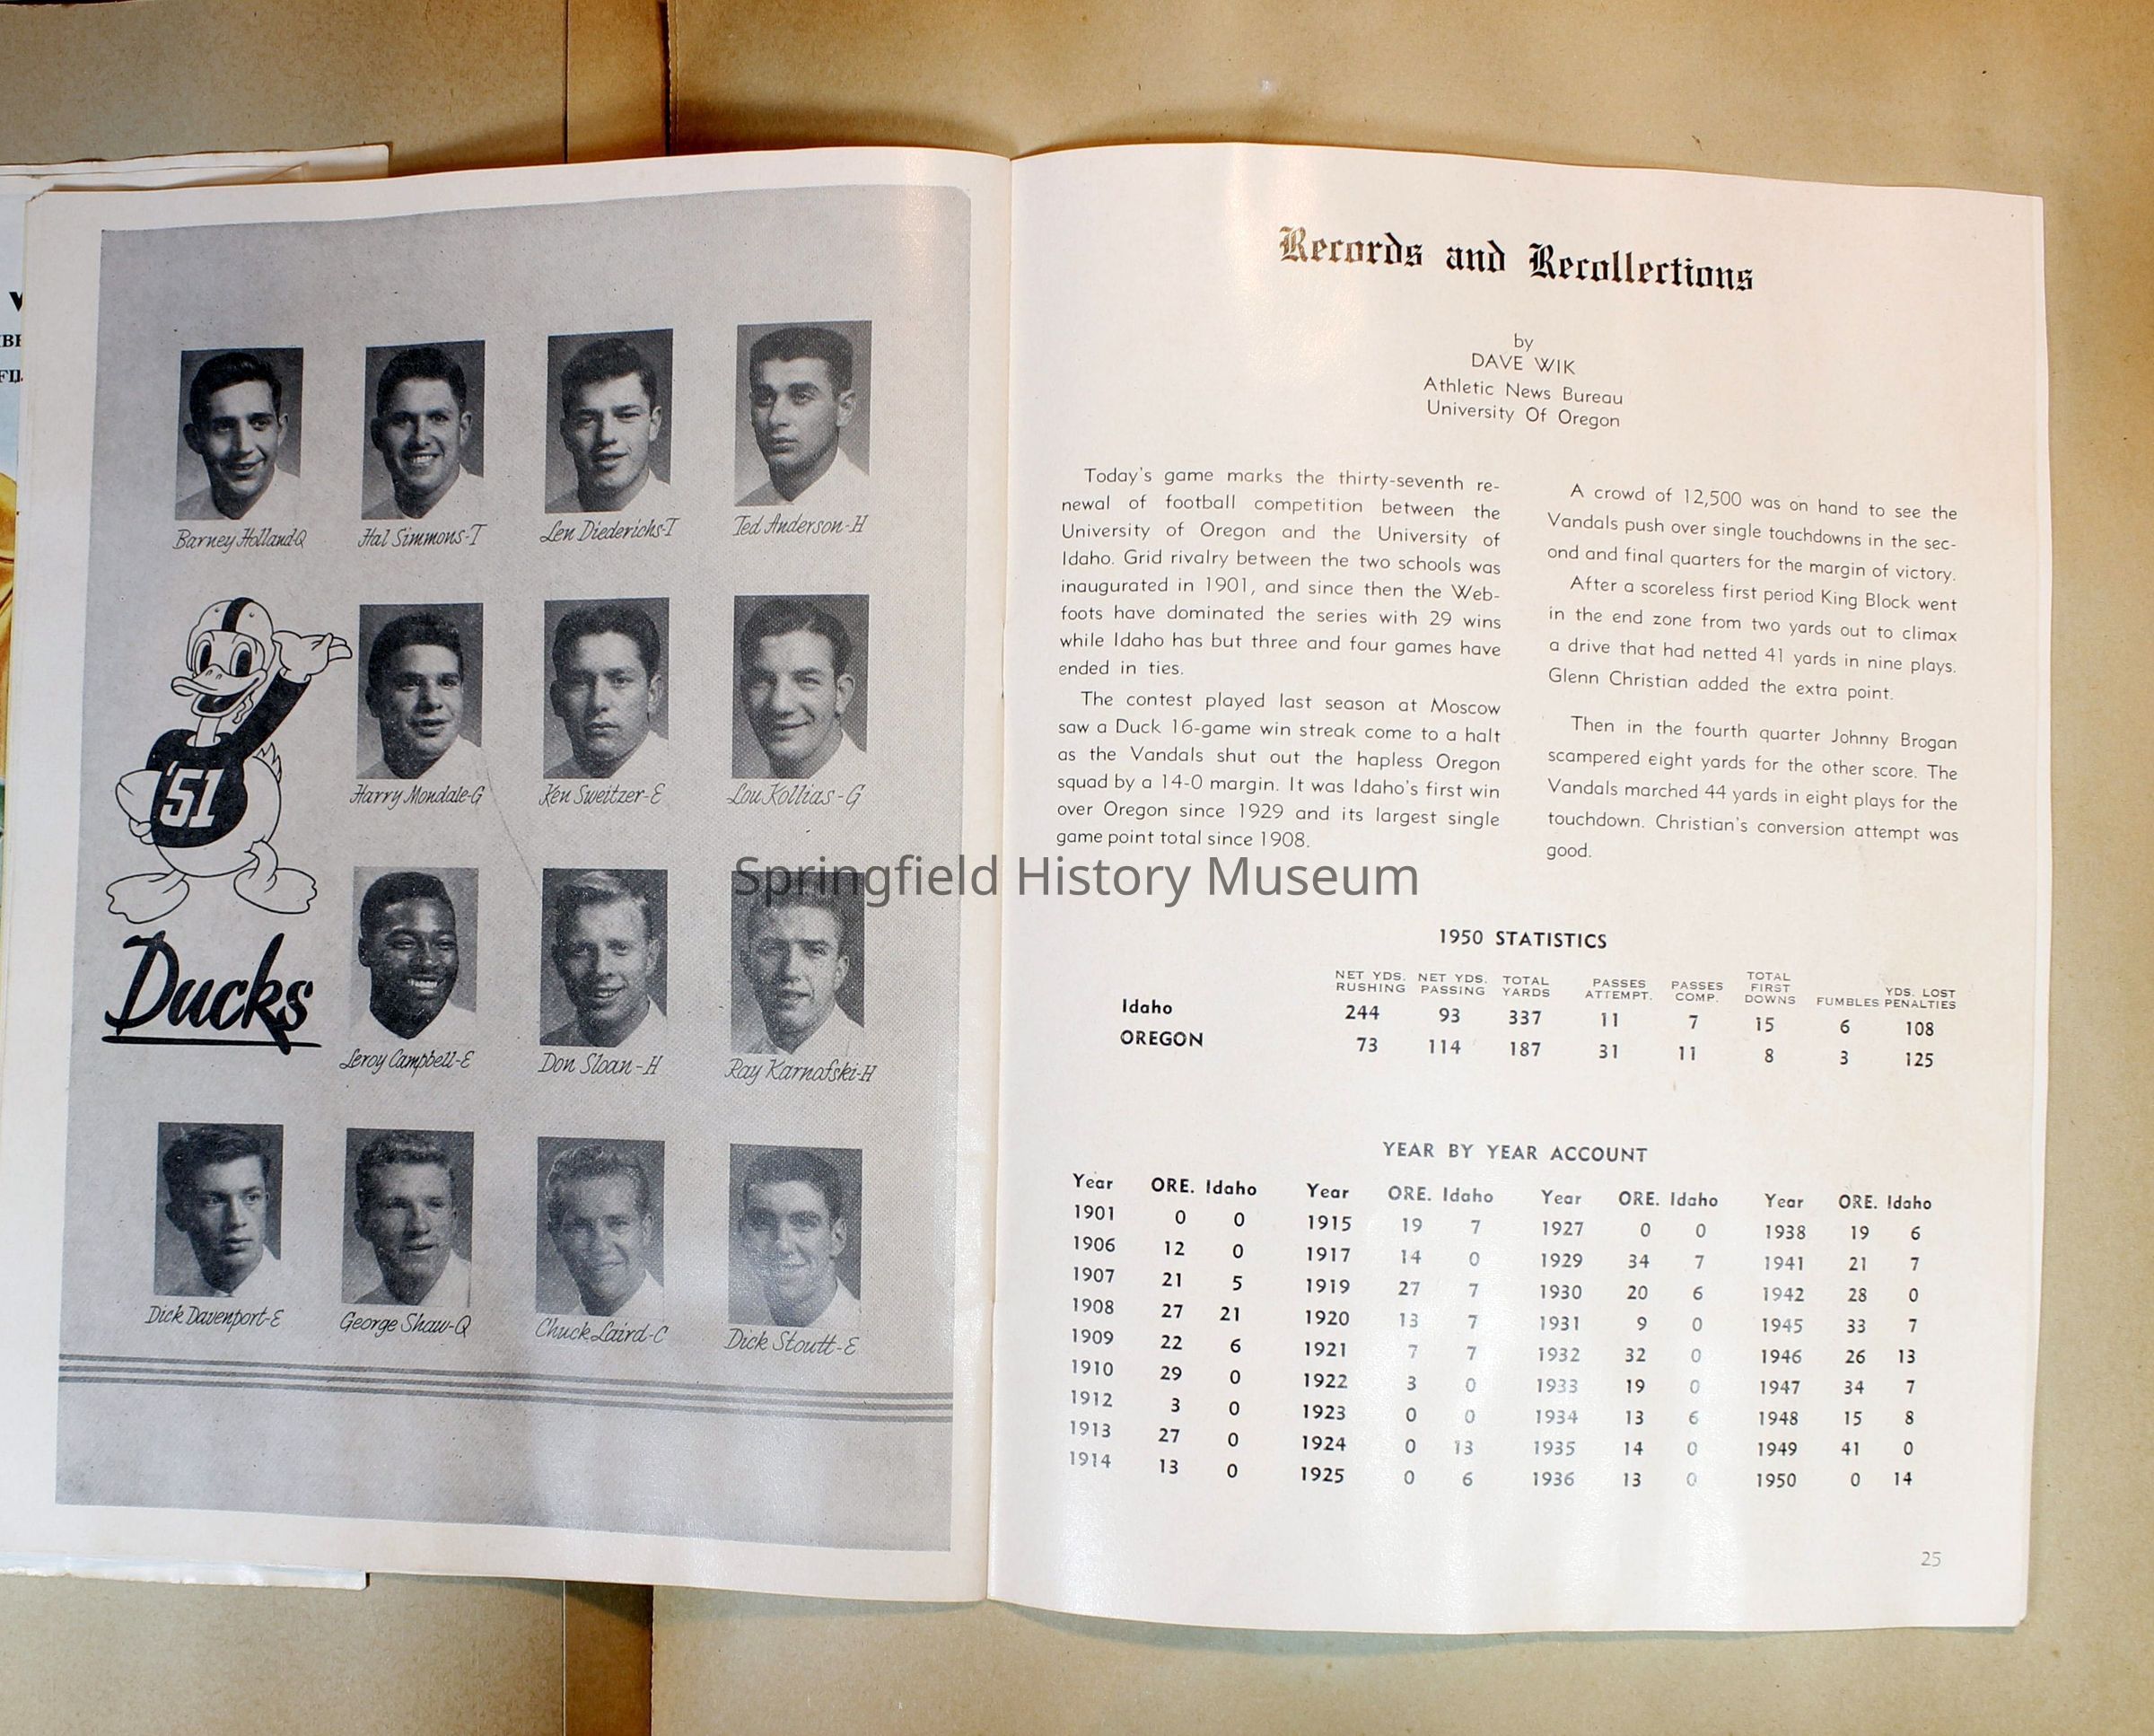 Barney Holland-Q
Hal Simmons-T
Len Diederichs-T
Ted Anderson-H
'51
Harry Mondale-G
Ken Sweitzer-E
Lou Kollias-G
Ducks
Leroy Campbell-E
Don Sloan-H
Ray Karnofski-H
Dick Davenport-E
George Shaw-Q
Chuck Laird-C
Dick Stoutt-E
Records and Recollections
by
DAVE WIK
Athletic News Bureau
University Of Oregon
Today's game marks the thirty-seventh re-
newal of football competition between the
University of Oregon and the University of
Idaho. Grid rivalry between the two schools was
inaugurated in 1901, and since then the Web-
foots have dominated the series with 29 wins
while Idaho has but three and four games have
ended in ties.
The contest played last season at Moscow
saw a Duck 16-game win streak come to a halt
as the Vandals shut out the hapless Oregon
squad by a 14-0 margin. It was Idaho's first win
over Oregon since 1929 and its largest single
game point total since 1908.
A crowd of 12,500 was on hand to see the
Vandals push over single touchdowns in the sec-
ond and final quarters for the margin of victory.
After a scoreless first period King Block went
in the end zone from two yards out to climax
a drive that had netted 41 yards in nine plays.
Glenn Christian added the extra point.
Then in the fourth quarter Johnny Brogan
scampered eight yards for the other score. The
Vandals marched 44 yards in eight plays for the
touchdown. Christian's conversion attempt was
good.
Springfield History Museum
1950 STATISTICS
NET YDS. RUSHING NET YDS. PASSING TOTAL YARDS PASSES ATTEMPT. PASSES COMP. TOTAL FIRST DOWNS FUMBLES YDS. LOST PENALTIES
Idaho 244 93 337 11 7 15 6 108
OREGON 73 114 187 31 11 8 3 125
YEAR BY YEAR ACCOUNT
Year ORE. Idaho Year ORE. Idaho Year ORE. Idaho Year ORE. Idaho
1901 0 0 1915 19 7 1927 0 0 1938 19 6
1906 12 0 1917 14 0 1929 34 7 1941 21 7
1907 21 5 1919 27 7 1930 20 6 1942 28 0
1908 27 21 1920 13 7 1931 9 0 1945 33 7
1909 22 6 1921 7 7 1932 32 0 1946 26 13
1910 29 0 1922 3 0 1933 19 0 1947 34 7
1912 3 0 1923 0 0 1934 13 6 1948 15 8
1913 27 0 1924 0 13 1935 14 0 1949 41 0
1914 13 0 1925 0 6 1936 13 0 1950 0 14
25